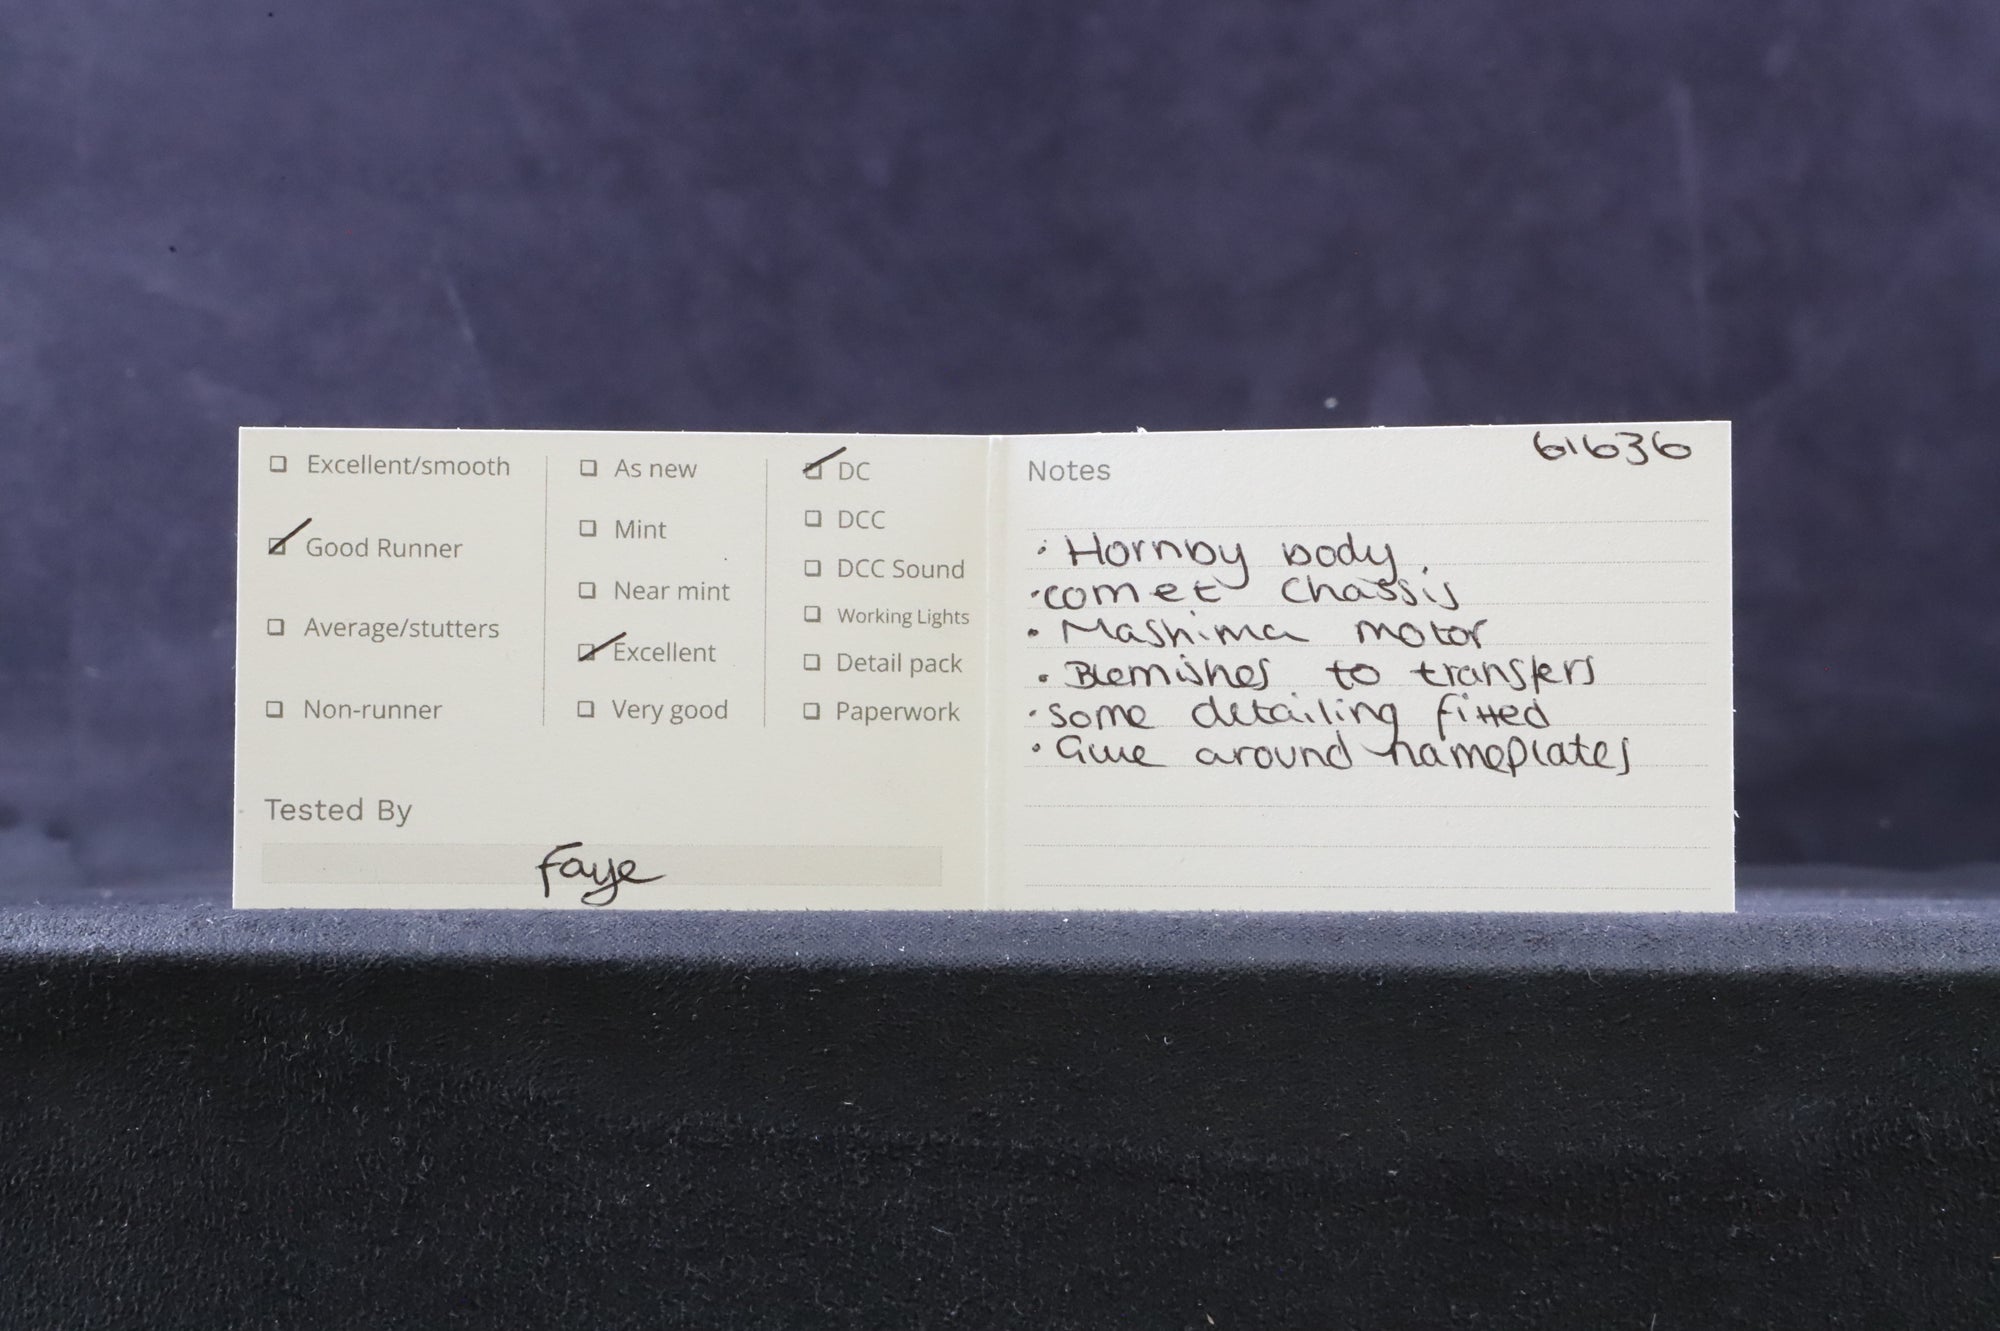 ☐ Excellent/smooth
☑ Good Runner
☐ Average/stutters
☐ Non-runner
☐ As new
☐ Mint
☐ Near mint
☑ Excellent
☐ Very good
☑ DC
☐ DCC
☐ DCC Sound
☐ Working Lights
☐ Detail pack
☐ Paperwork
Tested By
Faye
61636
Notes
• Hornby body
• comet chassis
• Mashima motor
• Blemishes to transfers
• some detailing fitted
• Glue around nameplates